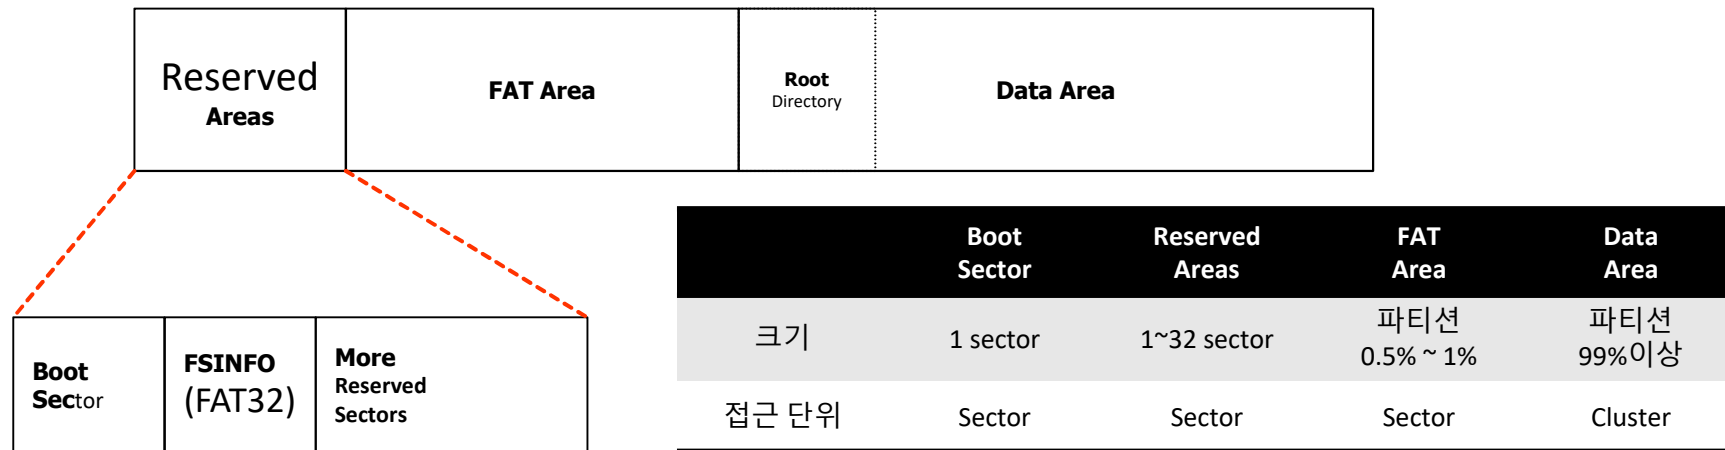 Reserved
Areas
FAT Area
Root
Directory
Data Area
Boot
Sector
FSINFO
(FAT32)
More
Reserved
Sectors
Boot
Sector
Reserved
Areas
FAT
Area
Data
Area
크기
1 sector
1~32 sector
파티션
0.5% ~ 1%
파티션
99%이상
접근 단위
Sector
Sector
Sector
Cluster